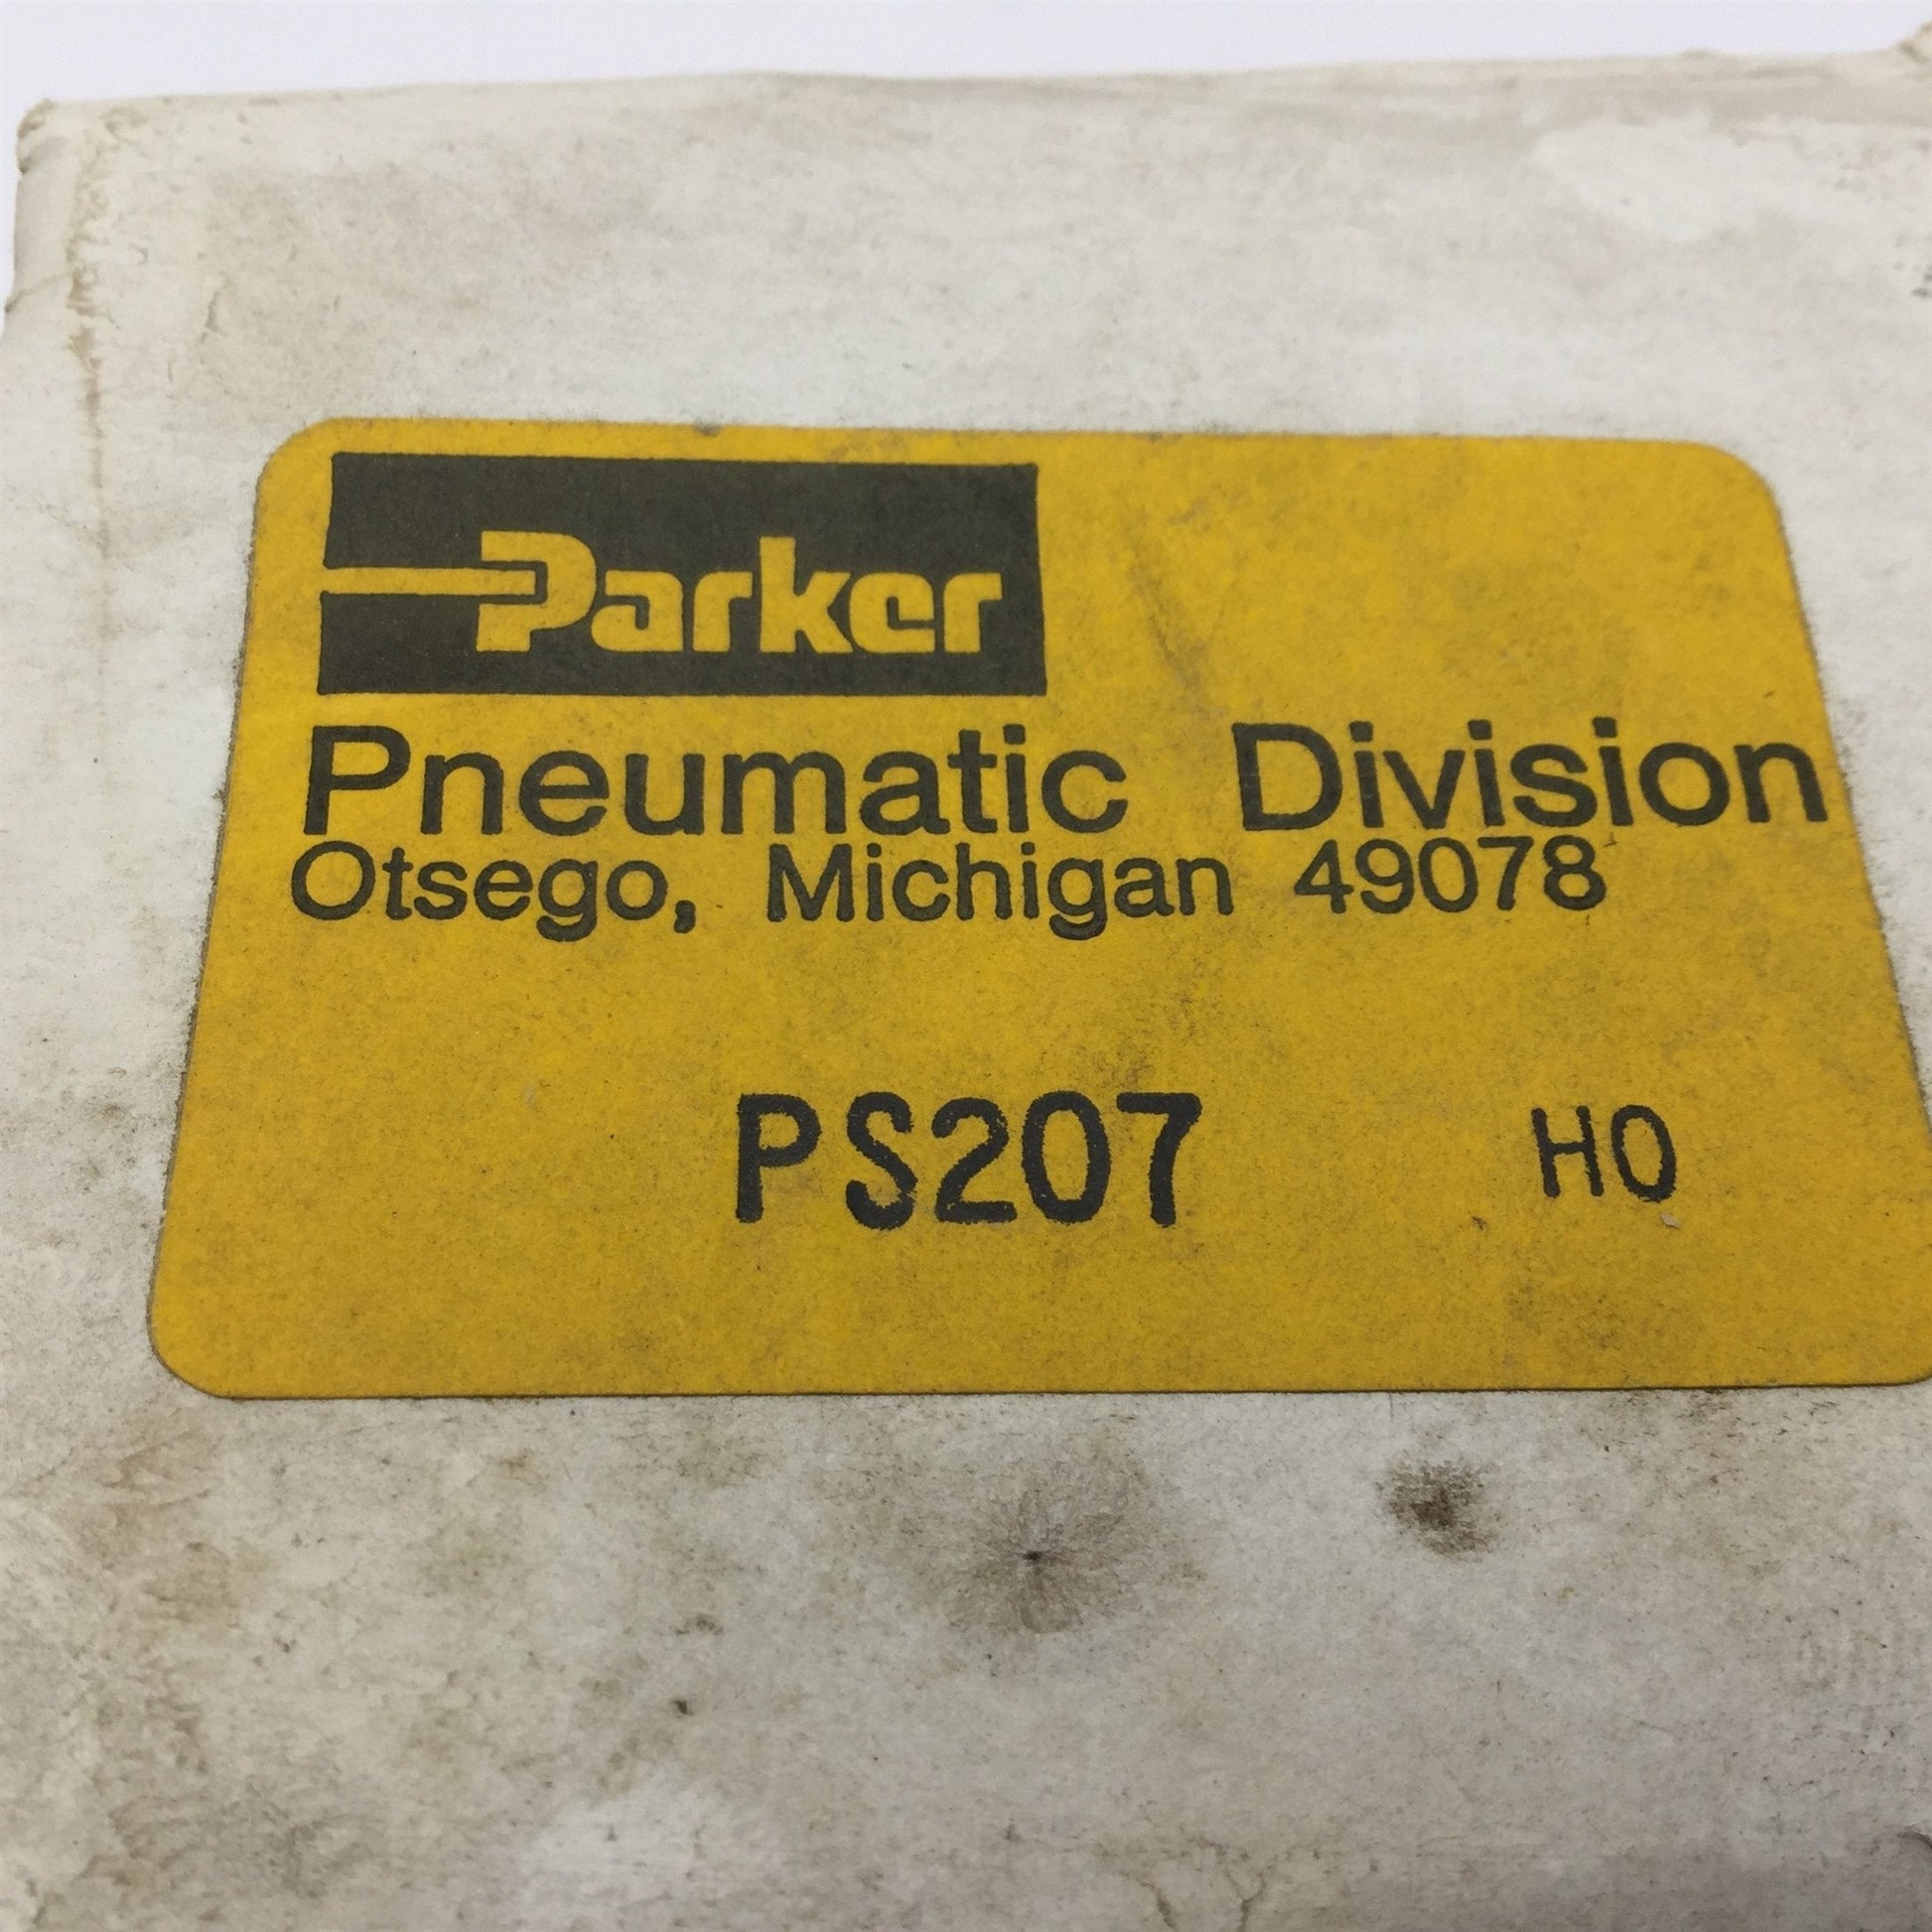 Parker
Pneumatic Division
Otsego, Michigan 49078
PS207 HO